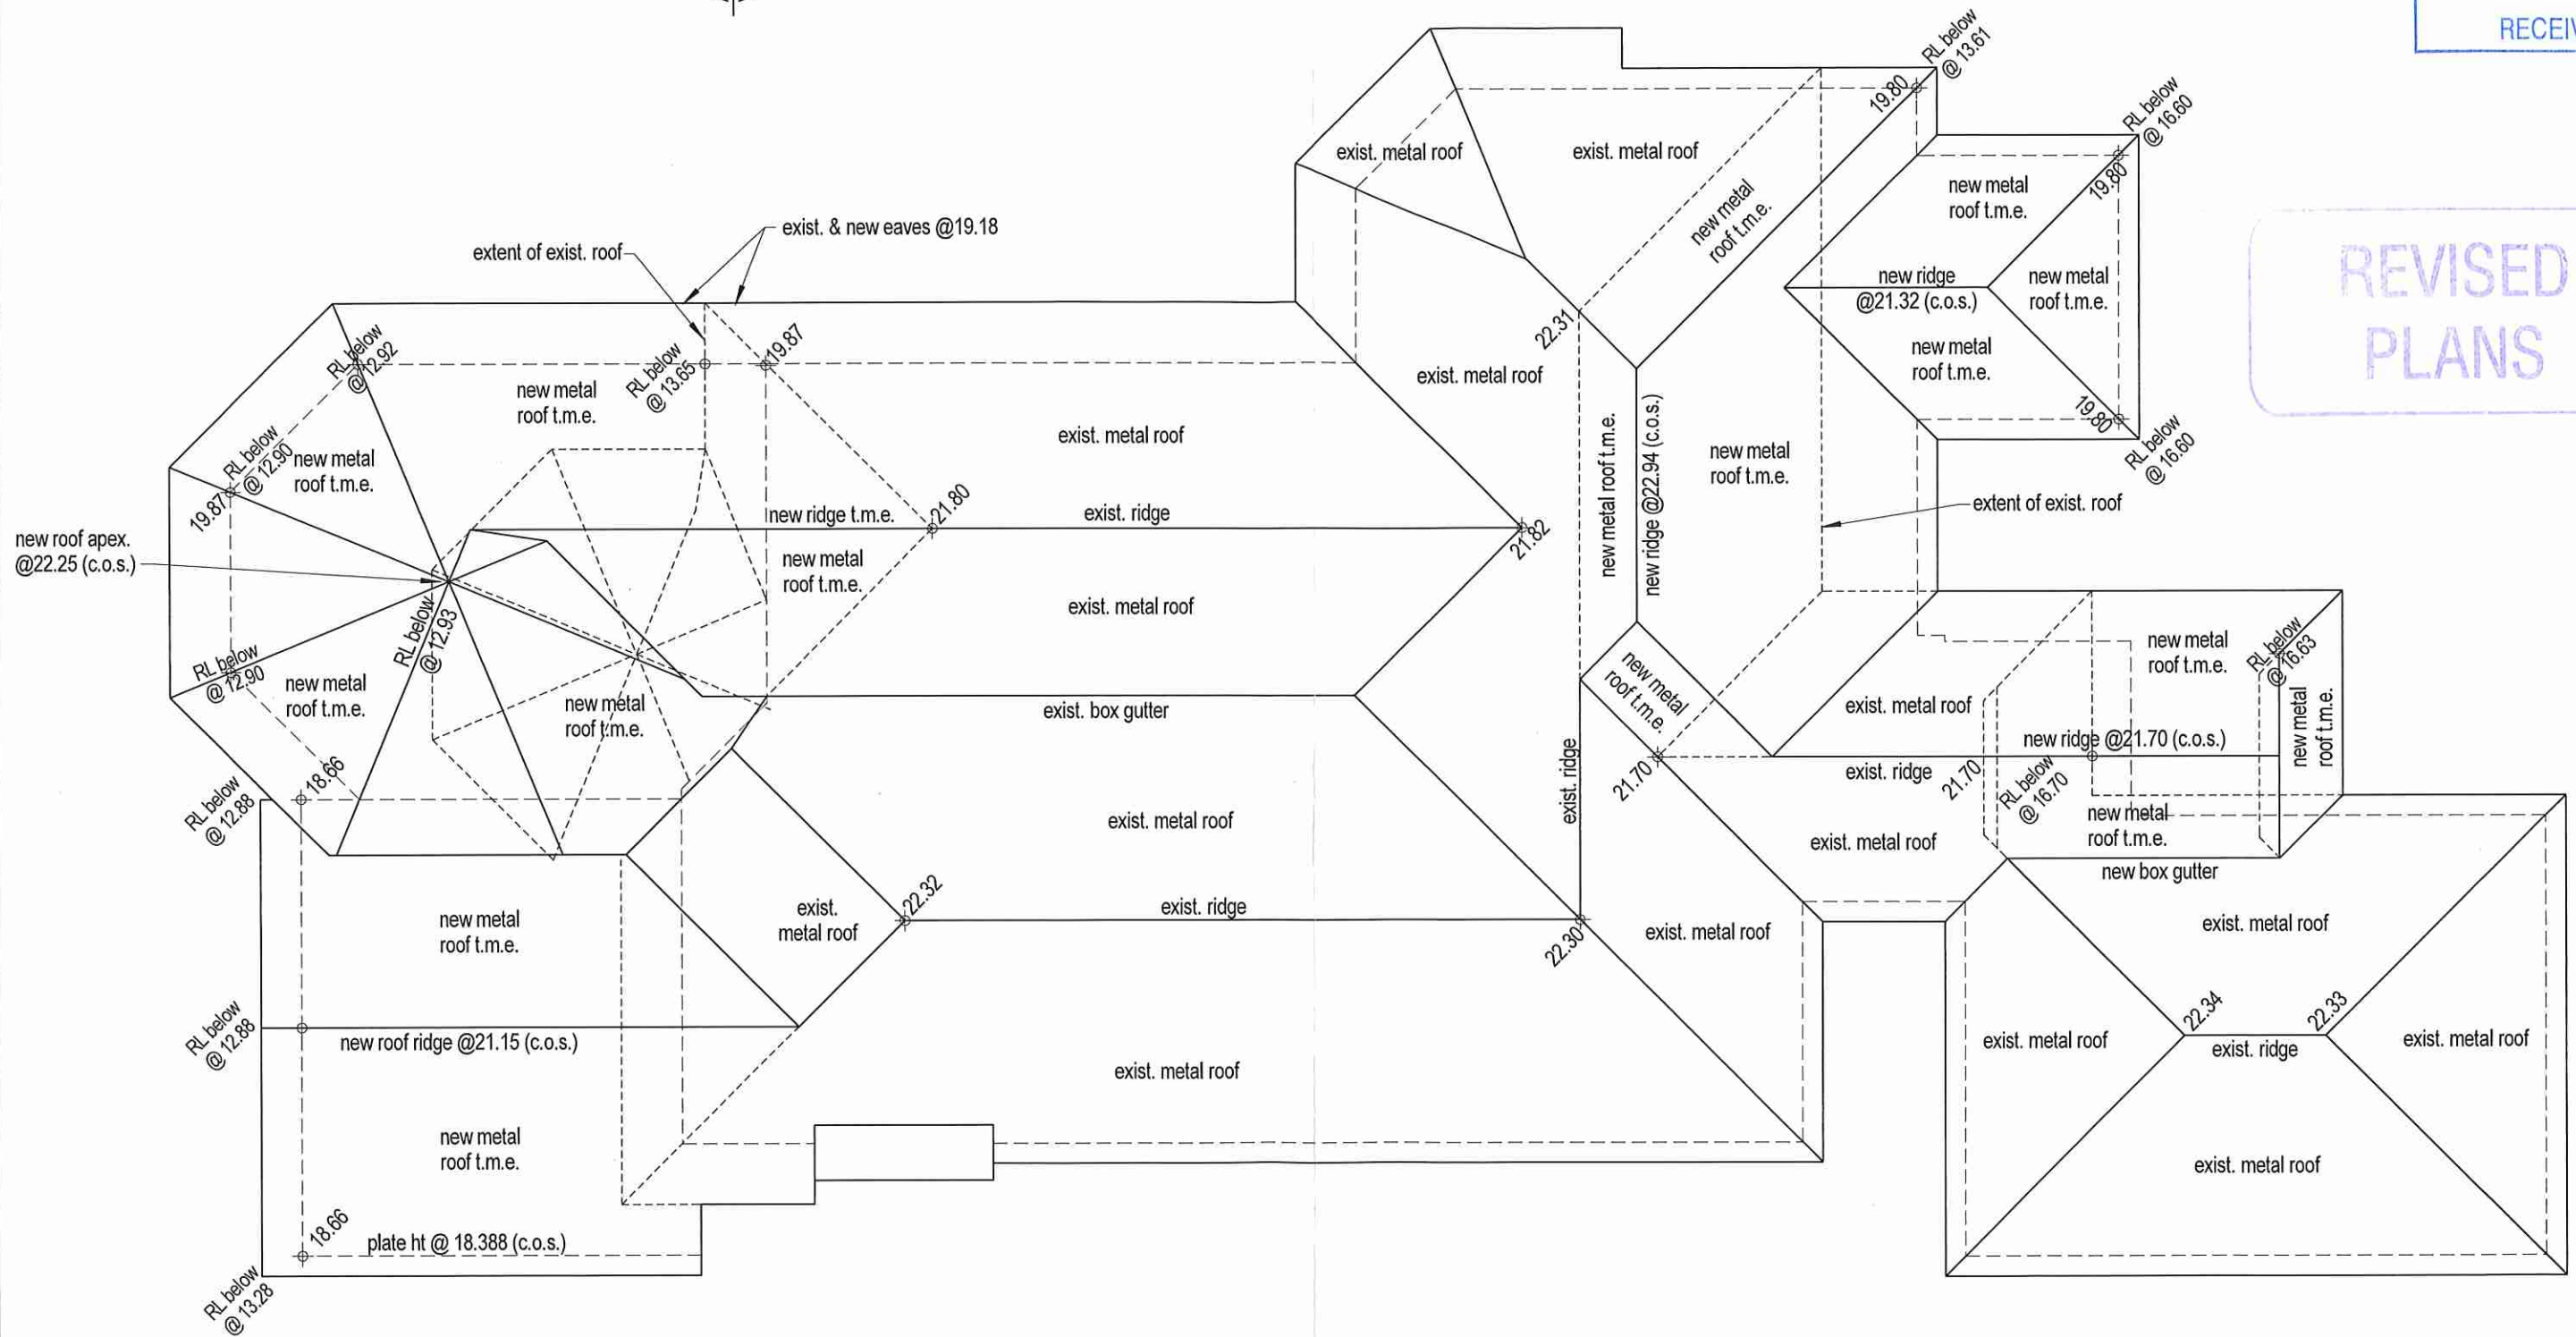 RECEIV
RL below
@ 13.61
19.80
RL below
@ 16.60
19.80
exist. metal roof
exist. metal roof
new metal
roof t.m.e.
new metal
roof t.m.e.
REVISED
PLANS
exist. & new eaves @19.18
extent of exist. roof
new ridge
@21.32 (c.o.s.)
new metal
roof t.m.e.
22.31
new metal
roof t.m.e.
19.80
RL below
@ 16.60
RL below
@ 12.92
19.87
RL below
@ 13.65
new metal
roof t.m.e.
exist. metal roof
exist. metal roof
new metal roof t.m.e.
new ridge @22.94 (c.o.s.)
new metal
roof t.m.e.
RL below
@ 12.90
new metal
roof t.m.e.
19.87
extent of exist. roof
new ridge t.m.e.
21.80
exist. ridge
21.82
new roof apex.
@22.25 (c.o.s.)
new metal
roof t.m.e.
exist. metal roof
RL below
@ 12.93
RL below
@ 12.90
new metal
roof t.m.e.
new metal
roof t.m.e.
exist. box gutter
new metal
roof t.m.e.
exist. metal roof
new metal
roof t.m.e.
RL below
@ 16.63
new metal
roof t.m.e.
new ridge @21.70 (c.o.s.)
exist. ridge
exist. ridge
21.70
21.70
RL below
@ 16.70
new metal
roof t.m.e.
18.66
RL below
@ 12.88
exist. metal roof
exist. metal roof
new box gutter
new metal
roof t.m.e.
exist.
metal roof
22.32
exist. ridge
22.30
exist. metal roof
exist. metal roof
RL below
@ 12.88
new roof ridge @21.15 (c.o.s.)
exist. metal roof
exist. metal roof
22.34
22.33
exist. ridge
exist. metal roof
new metal
roof t.m.e.
exist. metal roof
18.66
plate ht @ 18.388 (c.o.s.)
RL below
@ 13.28